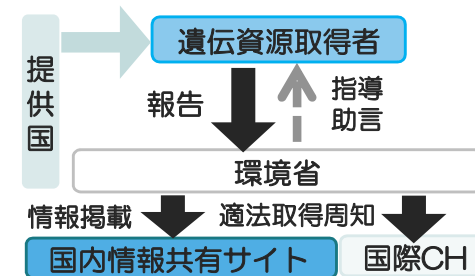 遺伝資源取得者
提供国
報告
指導
助言
環境省
情報掲載
適法取得周知
国内情報共有サイト
国際CH